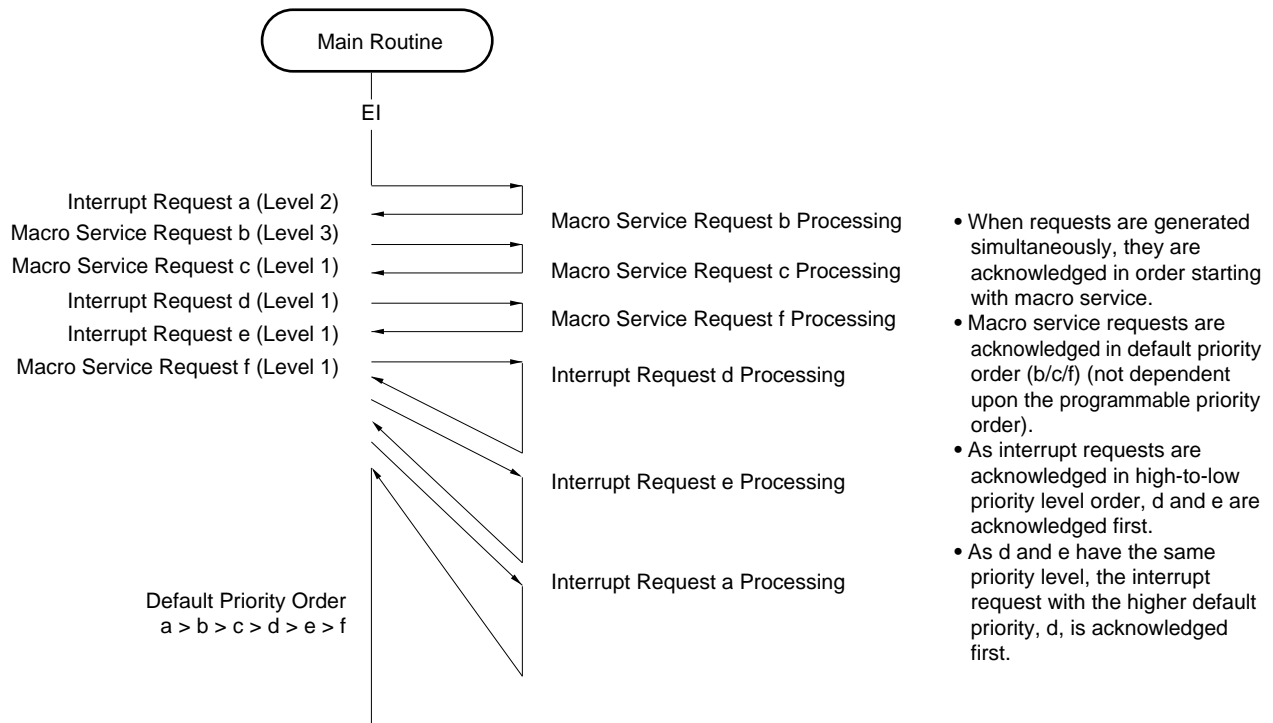 Main Routine
EI
Interrupt Request a (Level 2)
Macro Service Request b (Level 3)
Macro Service Request c (Level 1)
Interrupt Request d (Level 1)
Interrupt Request e (Level 1)
Macro Service Request f (Level 1)
Default Priority Order
a > b > c > d > e > f
Macro Service Request b Processing
Macro Service Request c Processing
Macro Service Request f Processing
Interrupt Request d Processing
Interrupt Request e Processing
Interrupt Request a Processing
• When requests are generated
simultaneously, they are
acknowledged in order starting
with macro service.
• Macro service requests are
acknowledged in default priority
order (b/c/f) (not dependent
upon the programmable priority
order).
• As interrupt requests are
acknowledged in high-to-low
priority level order, d and e are
acknowledged first.
• As d and e have the same
priority level, the interrupt
request with the higher default
priority, d, is acknowledged
first.